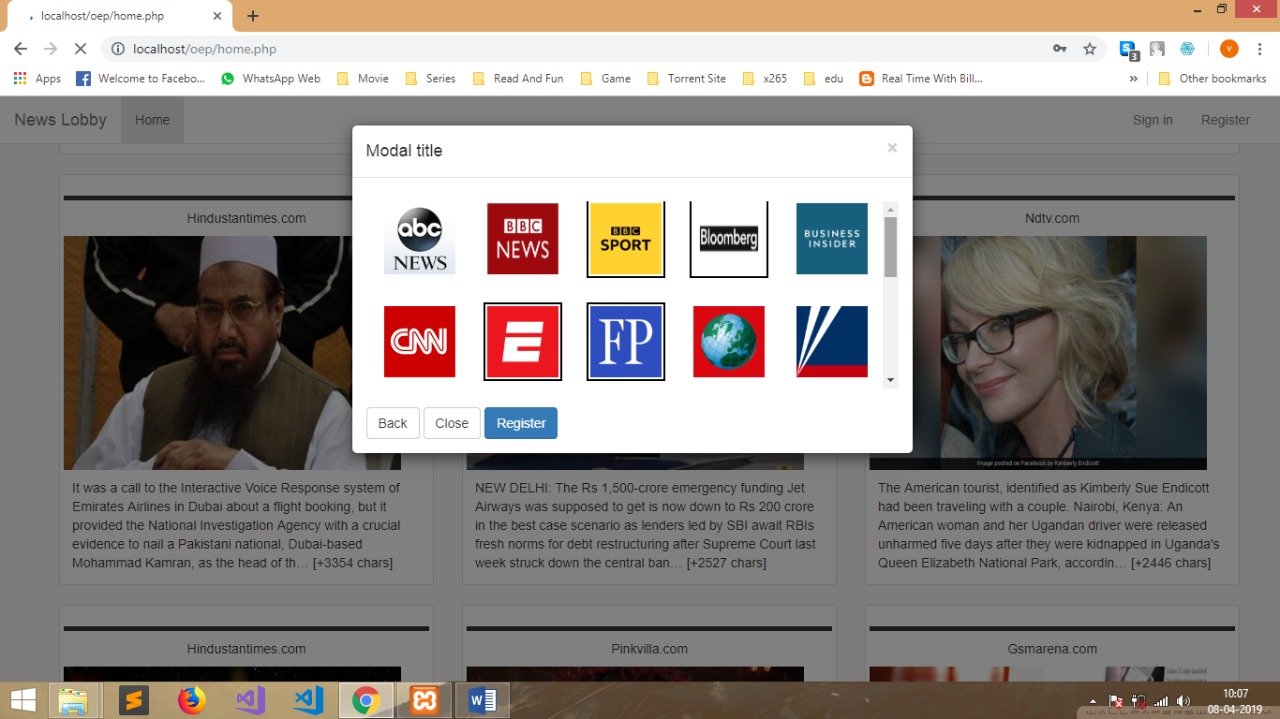 localhost/oep/home.php
localhost/oep/home.php
3
v
Apps
Welcome to Facebo...
WhatsApp Web
Movie
Series
Read And Fun
Game
Torrent Site
x265
edu
Real Time With Bill...
»
Other bookmarks
News Lobby
Home
Sign in
Register
Modal title
×
abc
NEWS
BBC
NEWS
BBC
SPORT
Bloomberg
BUSINESS
INSIDER
CNN
E
FP
Back
Close
Register
Hindustantimes.com
Ndtv.com
Image posted on Facebook by Kimberly Endicott
It was a call to the Interactive Voice Response system of
Emirates Airlines in Dubai about a flight booking, but it
provided the National Investigation Agency with a crucial
evidence to nail a Pakistani national, Dubai-based
Mohammad Kamran, as the head of th… [+3354 chars]
NEW DELHI: The Rs 1,500-crore emergency funding Jet
Airways was supposed to get is now down to Rs 200 crore
in the best case scenario as lenders led by SBI await RBIs
fresh norms for debt restructuring after Supreme Court last
week struck down the central ban… [+2527 chars]
The American tourist, identified as Kimberly Sue Endicott
had been traveling with a couple. Nairobi, Kenya: An
American woman and her Ugandan driver were released
unharmed five days after they were kidnapped in Uganda's
Queen Elizabeth National Park, accordin… [+2446 chars]
Hindustantimes.com
Pinkvilla.com
Gsmarena.com
10:07
08-04-2019